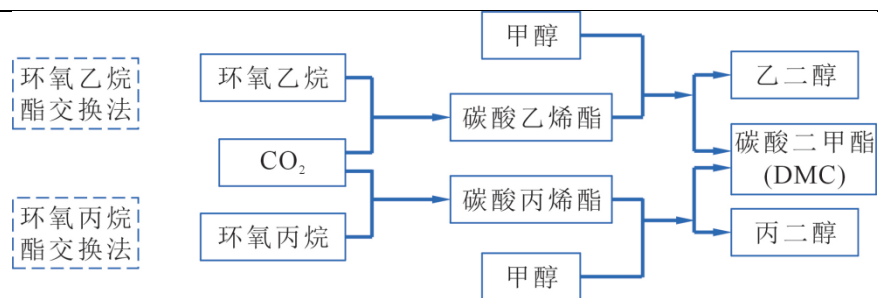 甲醇
环氧乙烷
酯交换法
环氧乙烷
乙二醇
碳酸乙烯酯
CO₂
碳酸二甲酯
(DMC)
碳酸丙烯酯
环氧丙烷
酯交换法
环氧丙烷
丙二醇
甲醇